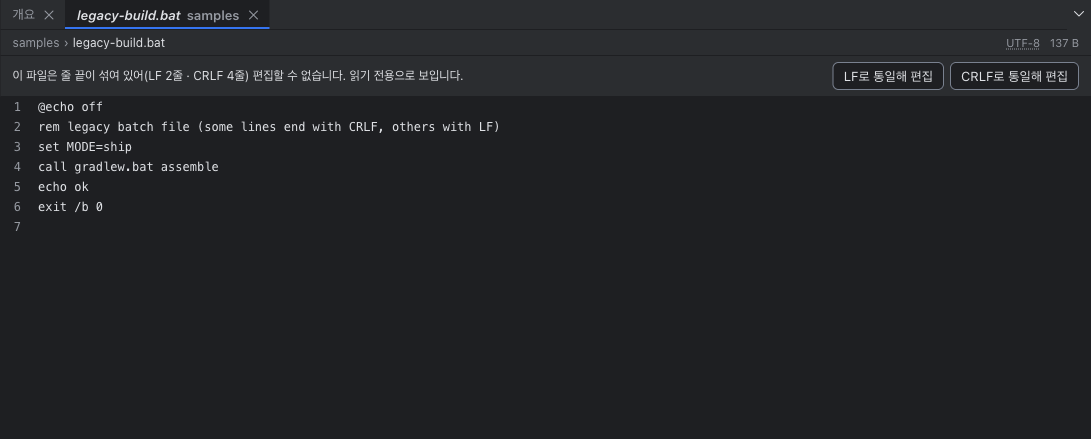 개요
legacy-build.bat samples
samples › legacy-build.bat
UTF-8 137 B
이 파일은 줄 끝이 섞여 있어(LF 2줄 · CRLF 4줄) 편집할 수 없습니다. 읽기 전용으로 보입니다.
LF로 통일해 편집
CRLF로 통일해 편집
1 @echo off
2 rem legacy batch file (some lines end with CRLF, others with LF)
3 set MODE=ship
4 call gradlew.bat assemble
5 echo ok
6 exit /b 0
7